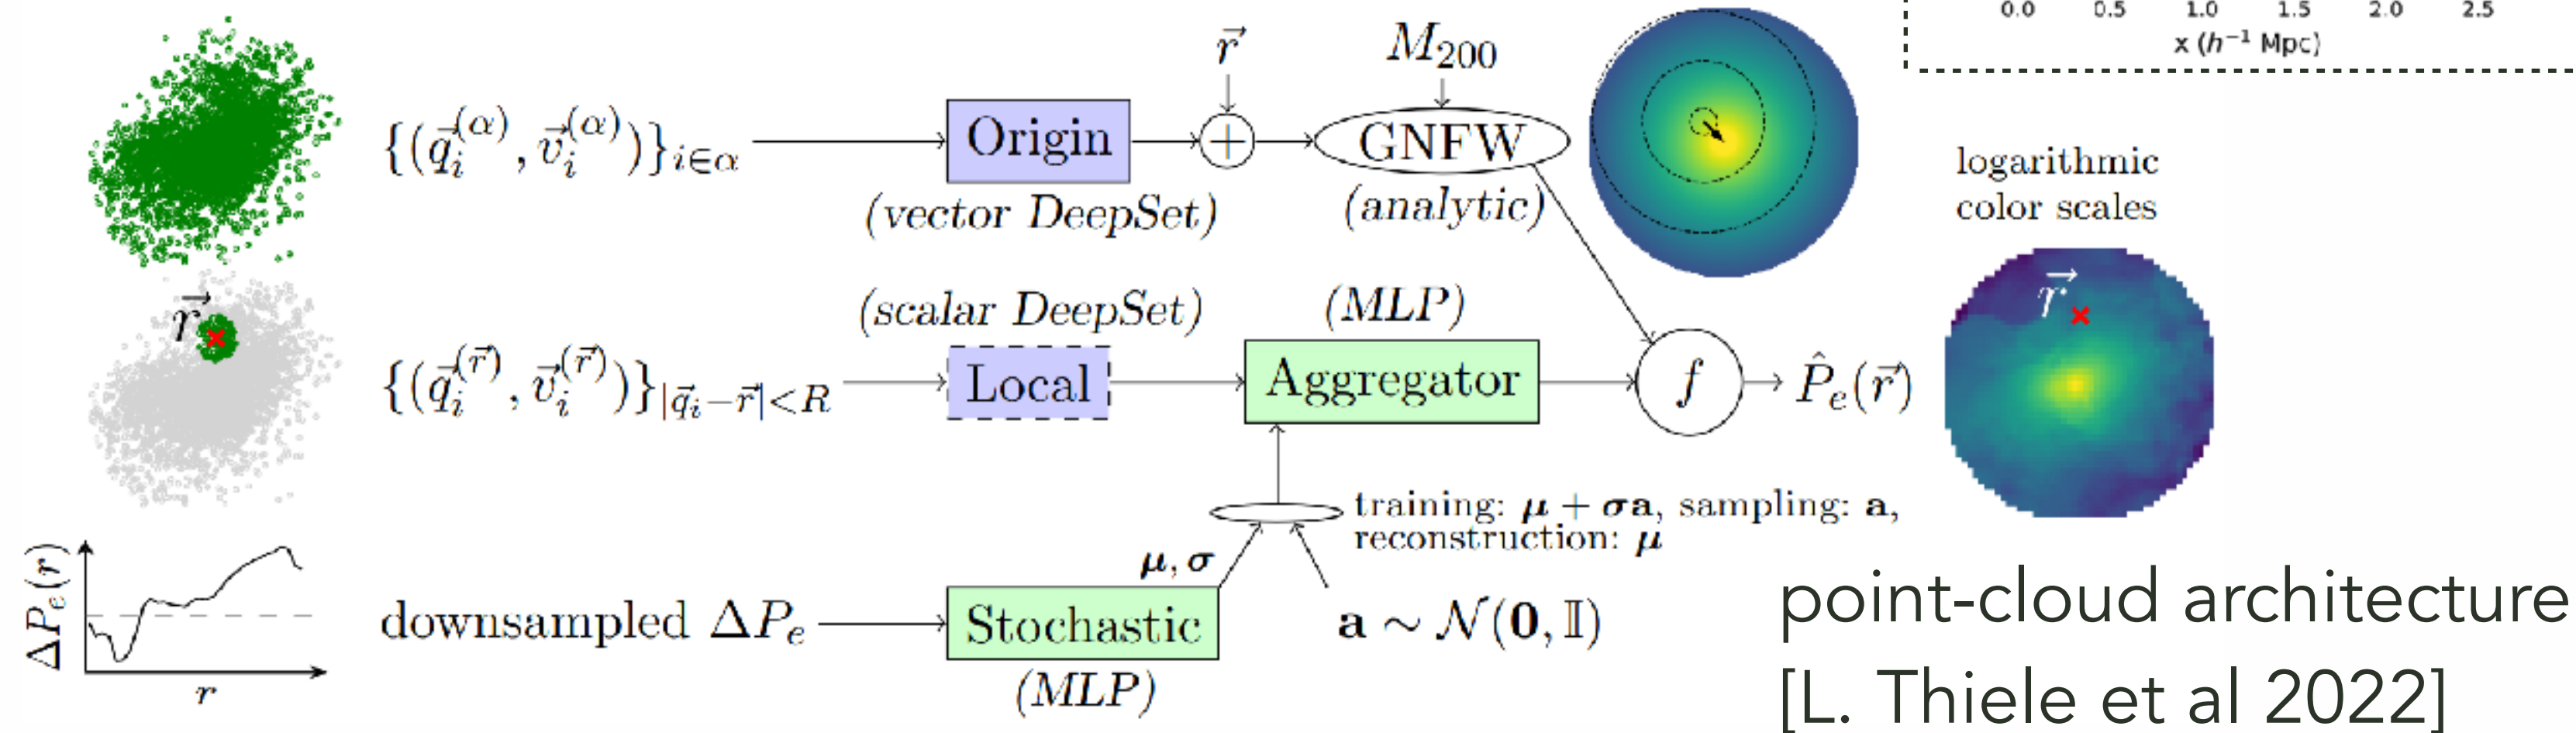 0.0 0.5 1.0 1.5 2.0 2.5
x (h⁻¹ Mpc)
r⃗
M₂₀₀
{(q⃗ᵢ^(α), v⃗ᵢ^(α))}_{i∈α}
Origin
+
GNFW
(vector DeepSet)
(analytic)
logarithmic
color scales
r⃗
(scalar DeepSet)
(MLP)
r⃗
{(q⃗ᵢ^(r⃗), v⃗ᵢ^(r⃗))}_{|q⃗ᵢ−r⃗|<R}
Local
Aggregator
f
P̂ₑ(r⃗)
training: μ + σa, sampling: a,
reconstruction: μ
ΔPₑ(r)
r
μ, σ
downsampled ΔPₑ
Stochastic
(MLP)
a ∼ 𝒩(0, 𝕀)
point-cloud architecture
[L. Thiele et al 2022]